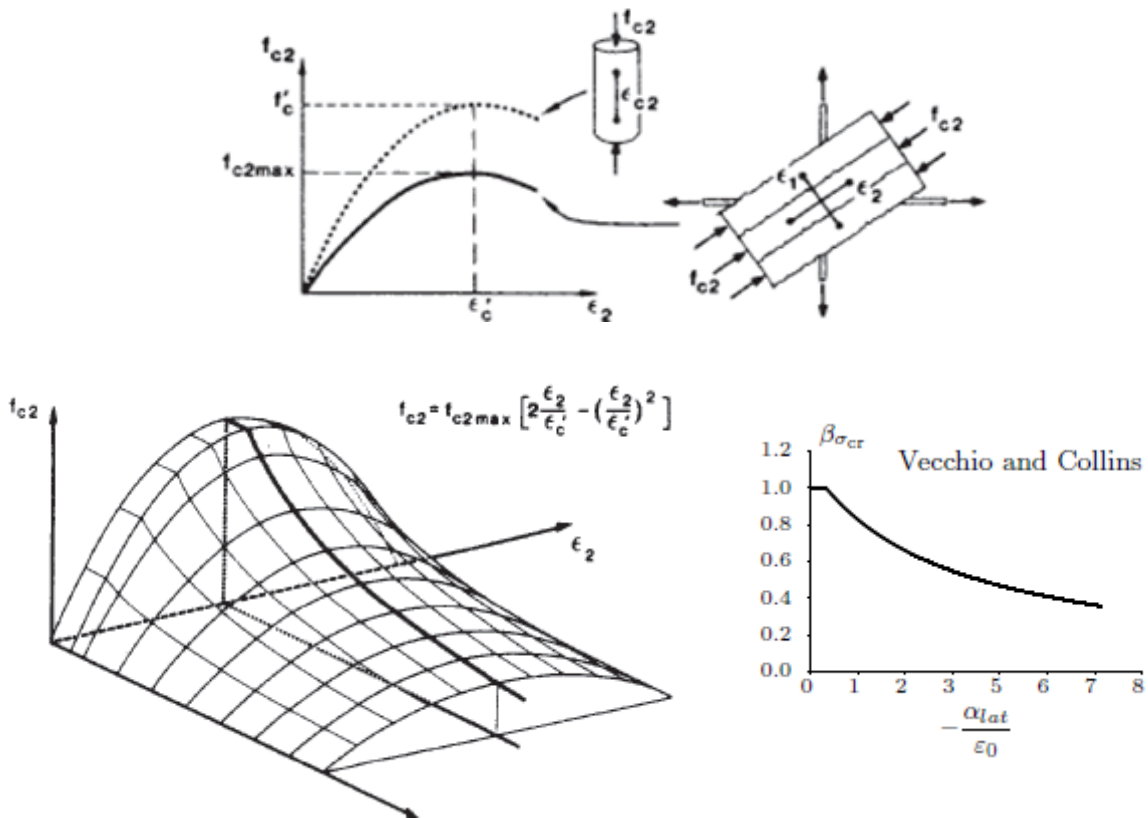 f_c2
f_c2
f'_c
f_c2max
ϵ_c2
ϵ'_c
ϵ_2
f_c2
ϵ_1
ϵ_2
f_c2
f_c2
f_c2 = f_c2max [2 ϵ_2/ϵ'_c - (ϵ_2/ϵ'_c)^2]
ϵ_2
β_σcr
Vecchio and Collins
1.2
1.0
0.8
0.6
0.4
0.2
0.0
0 1 2 3 4 5 6 7 8
-α_lat/ε_0